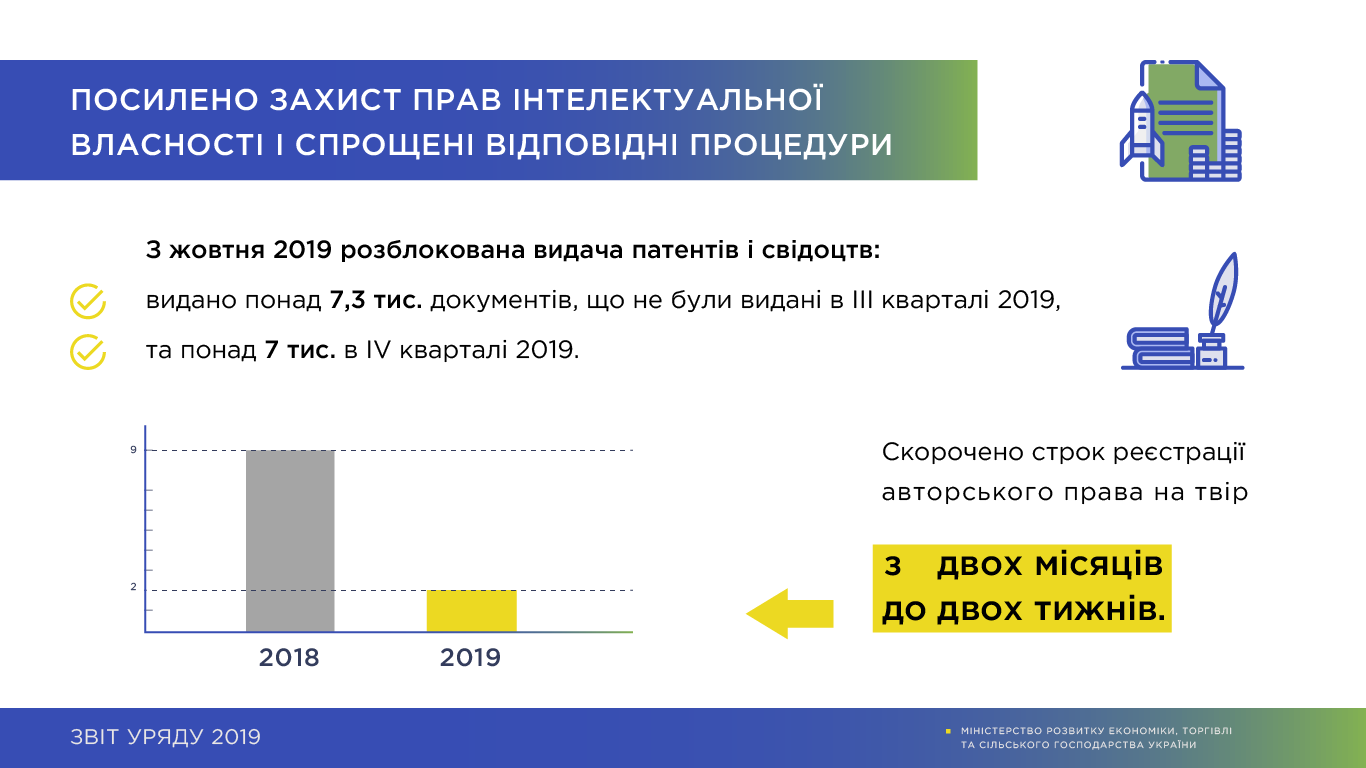 ПОСИЛЕНО ЗАХИСТ ПРАВ ІНТЕЛЕКТУАЛЬНОЇ
ВЛАСНОСТІ І СПРОЩЕНІ ВІДПОВІДНІ ПРОЦЕДУРИ
З жовтня 2019 розблокована видача патентів і свідоцтв:
видано понад 7,3 тис. документів, що не були видані в III кварталі 2019,
та понад 7 тис. в IV кварталі 2019.
9
2
2018
2019
Скорочено строк реєстрації
авторського права на твір
з двох місяців
до двох тижнів.
ЗВІТ УРЯДУ 2019
МІНІСТЕРСТВО РОЗВИТКУ ЕКОНОМІКИ, ТОРГІВЛІ
ТА СІЛЬСЬКОГО ГОСПОДАРСТВА УКРАЇНИ